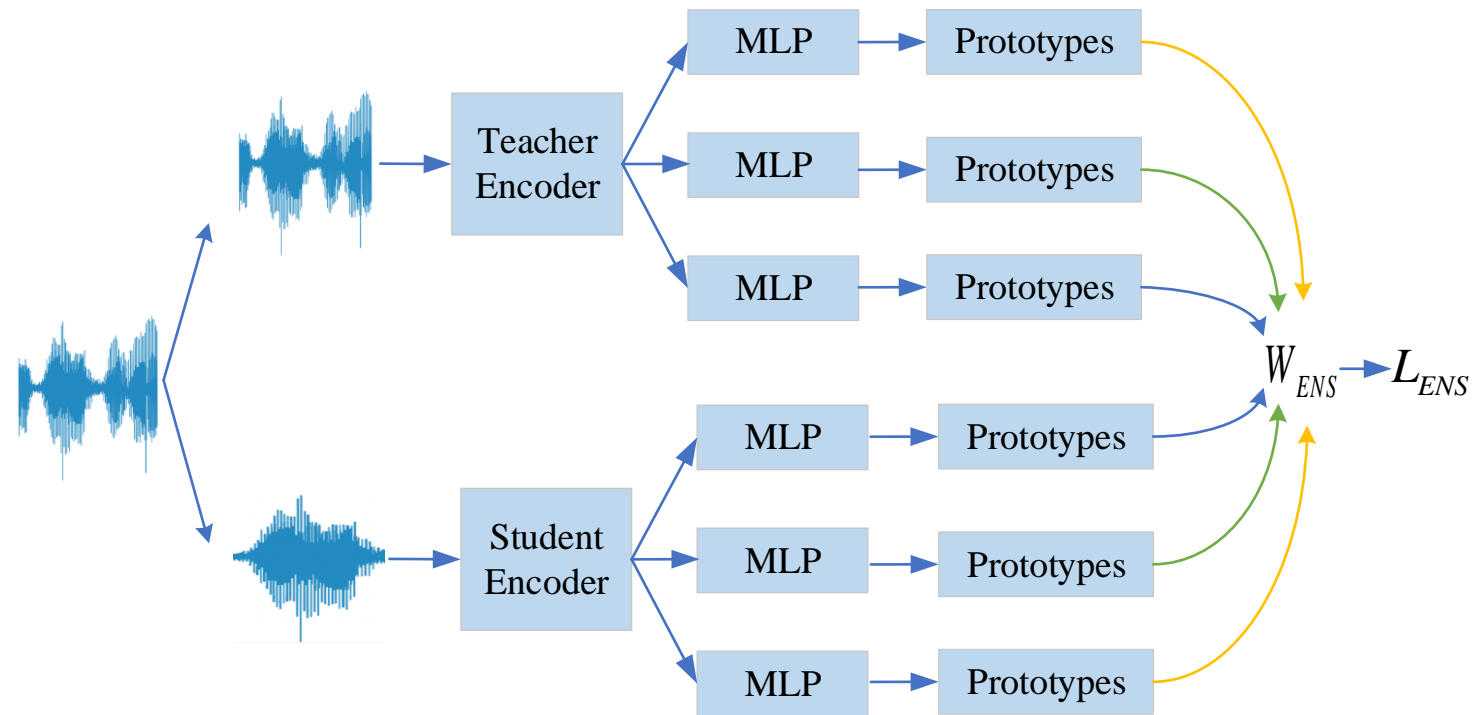 MLP
Prototypes
Teacher
Encoder
MLP
Prototypes
MLP
Prototypes
W_ENS
L_ENS
MLP
Prototypes
Student
Encoder
MLP
Prototypes
MLP
Prototypes